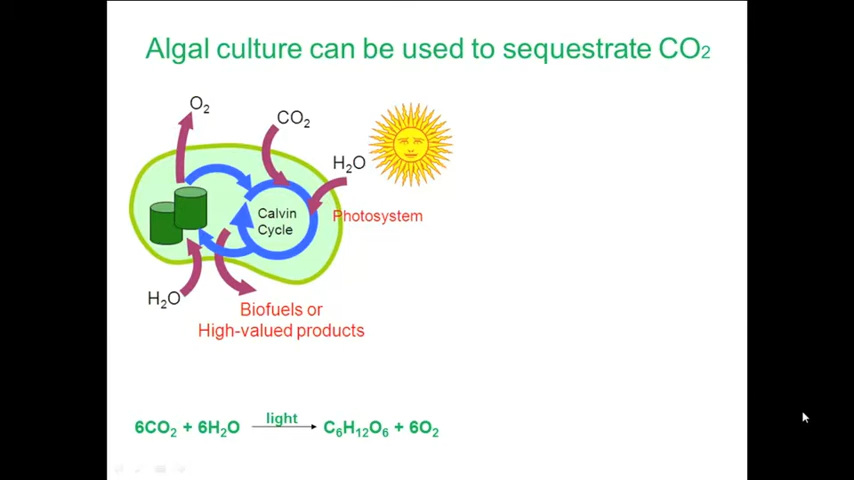 Algal culture can be used to sequestrate CO₂
O₂
CO₂
H₂O
Calvin
Cycle
Photosystem
H₂O
Biofuels or
High-valued products
light
6CO₂ + 6H₂O → C₆H₁₂O₆ + 6O₂